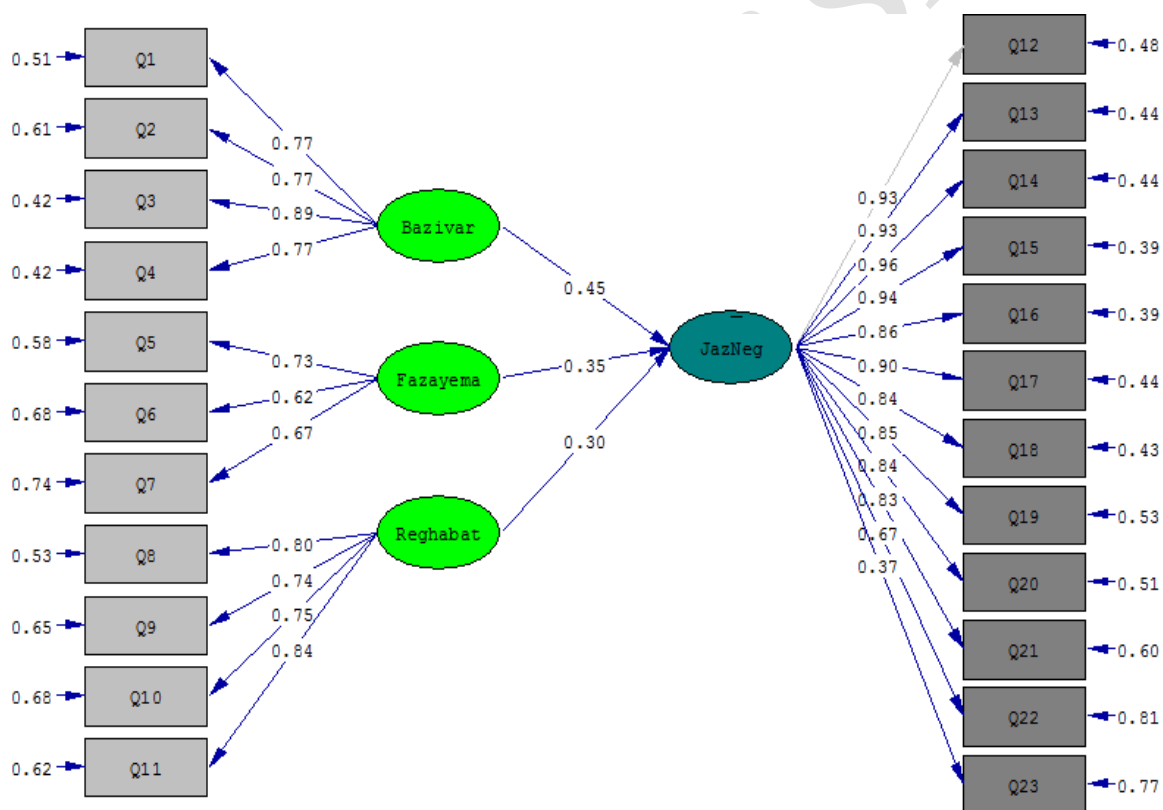 0.51 Q1
0.61 Q2
0.42 Q3
0.42 Q4
0.58 Q5
0.68 Q6
0.74 Q7
0.53 Q8
0.65 Q9
0.68 Q10
0.62 Q11
0.77
0.77
0.89
0.77
0.73
0.62
0.67
0.80
0.74
0.75
0.84
Bazivar
Fazayema
Reghabat
0.45
0.35
0.30
JazNeg
0.93
0.93
0.96
0.94
0.86
0.90
0.84
0.85
0.84
0.83
0.67
0.37
Q12 0.48
Q13 0.44
Q14 0.44
Q15 0.39
Q16 0.39
Q17 0.44
Q18 0.43
Q19 0.53
Q20 0.51
Q21 0.60
Q22 0.81
Q23 0.77